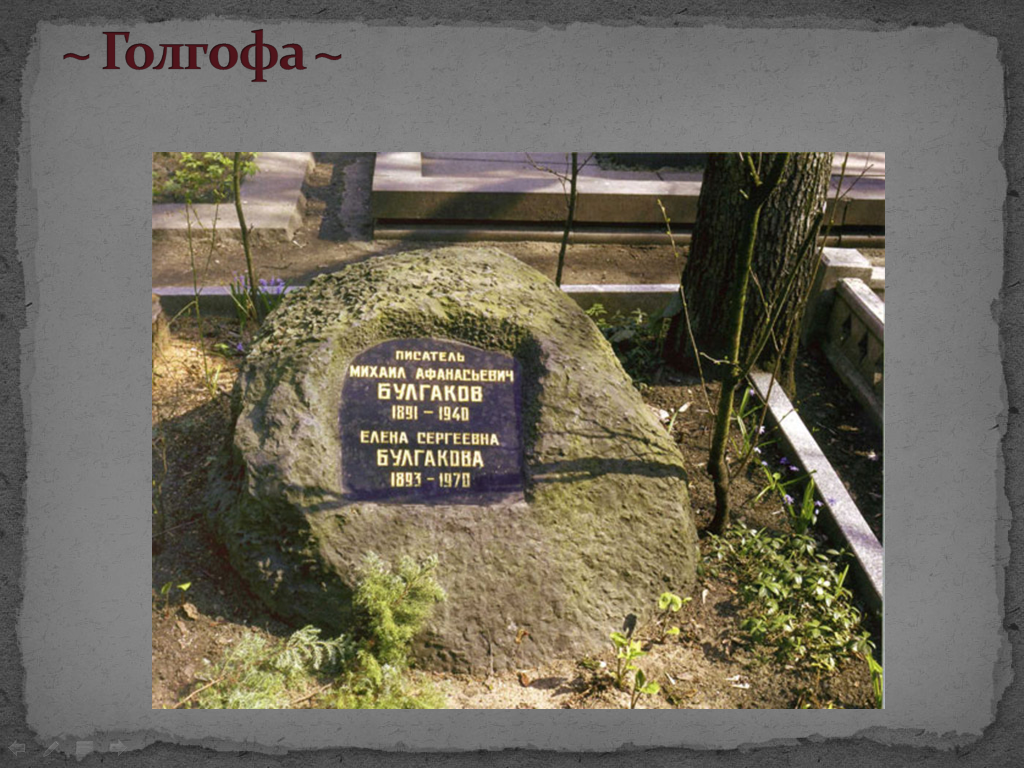 ~ Голгофа ~
ПИСАТЕЛЬ
МИХАИЛ АФАНАСЬЕВИЧ
БУЛГАКОВ
1891 – 1940
ЕЛЕНА СЕРГЕЕВНА
БУЛГАКОВА
1893 – 1970